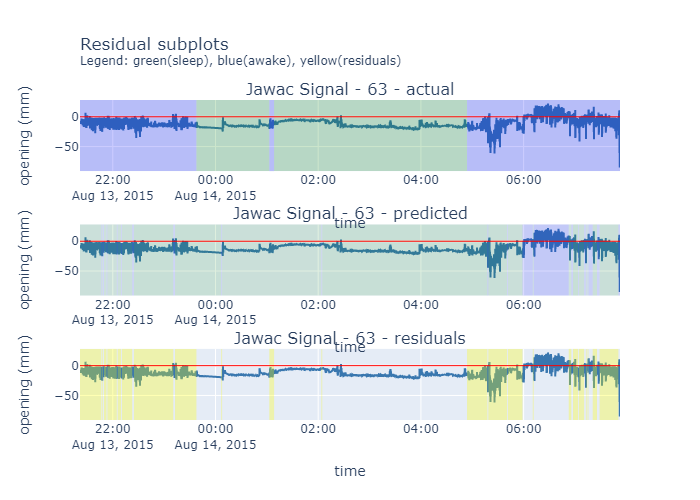 Residual subplots
Legend: green(sleep), blue(awake), yellow(residuals)
Jawac Signal - 63 - actual
opening (mm)
0
−50
22:00 00:00 02:00 04:00 06:00
Aug 13, 2015 Aug 14, 2015
time
Jawac Signal - 63 - predicted
opening (mm)
0
−50
22:00 00:00 02:00 04:00 06:00
Aug 13, 2015 Aug 14, 2015
time
Jawac Signal - 63 - residuals
opening (mm)
0
−50
22:00 00:00 02:00 04:00 06:00
Aug 13, 2015 Aug 14, 2015
time